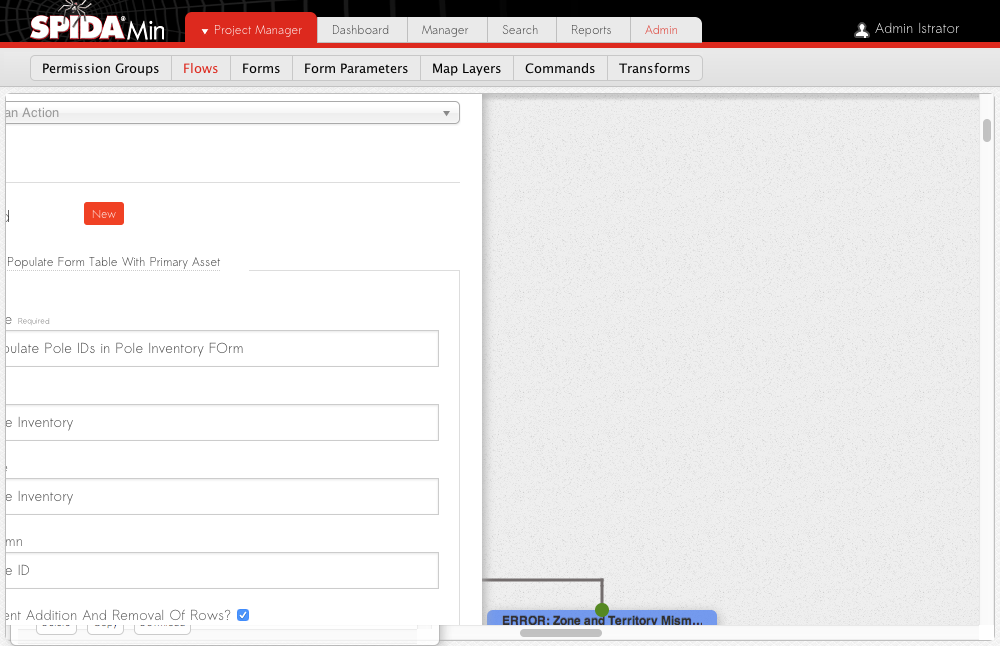 SPIDA® Min
▼ Project Manager Dashboard Manager Search Reports Admin
Admin Istrator
Permission Groups Flows Forms Form Parameters Map Layers Commands Transforms
an Action
d New
Populate Form Table With Primary Asset
e Required
pulate Pole IDs in Pole Inventory FOrm
e Inventory
e
e Inventory
mn
e ID
ent Addition And Removal Of Rows?
ERROR: Zone and Territory Mism...
Copy Download